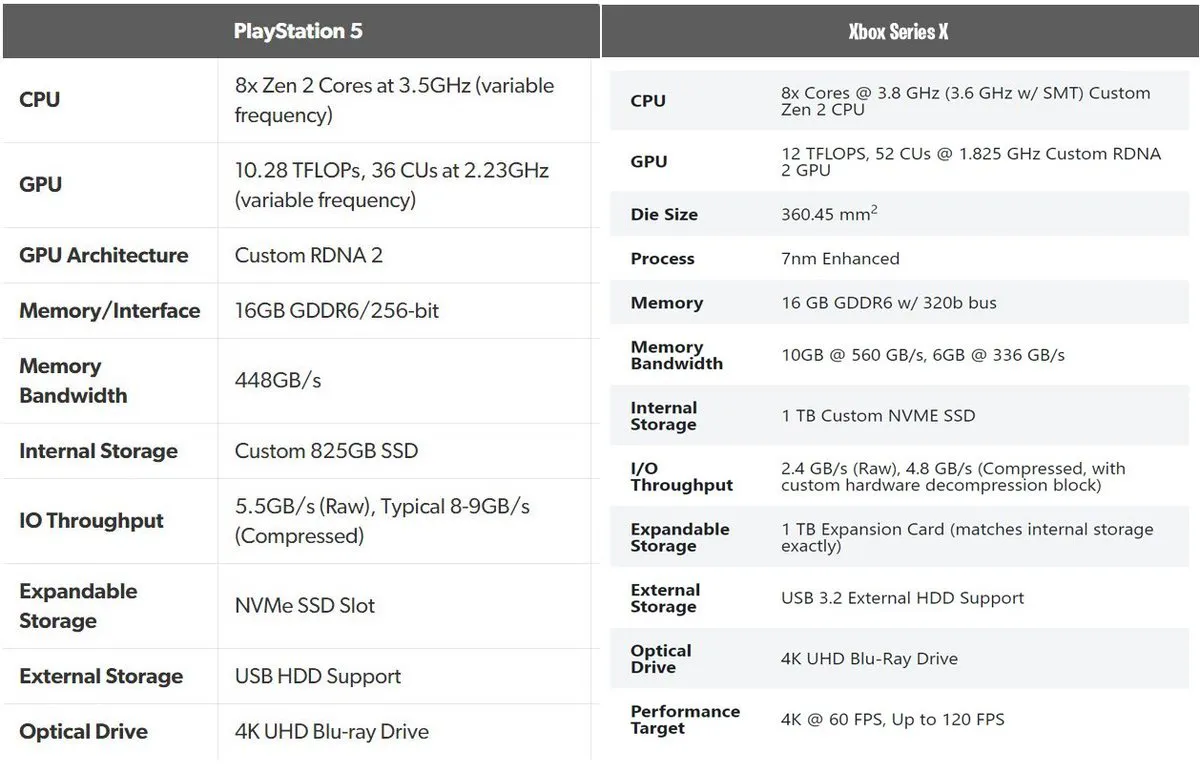 PlayStation 5
CPU
8x Zen 2 Cores at 3.5GHz (variable
frequency)
GPU
10.28 TFLOPs, 36 CUs at 2.23GHz
(variable frequency)
GPU Architecture
Custom RDNA 2
Memory/Interface
16GB GDDR6/256-bit
Memory
Bandwidth
448GB/s
Internal Storage
Custom 825GB SSD
IO Throughput
5.5GB/s (Raw), Typical 8-9GB/s
(Compressed)
Expandable
Storage
NVMe SSD Slot
External Storage
USB HDD Support
Optical Drive
4K UHD Blu-ray Drive
Xbox Series X
CPU
8x Cores @ 3.8 GHz (3.6 GHz w/ SMT) Custom
Zen 2 CPU
GPU
12 TFLOPS, 52 CUs @ 1.825 GHz Custom RDNA
2 GPU
Die Size
360.45 mm²
Process
7nm Enhanced
Memory
16 GB GDDR6 w/ 320b bus
Memory
Bandwidth
10GB @ 560 GB/s, 6GB @ 336 GB/s
Internal
Storage
1 TB Custom NVME SSD
I/O
Throughput
2.4 GB/s (Raw), 4.8 GB/s (Compressed, with
custom hardware decompression block)
Expandable
Storage
1 TB Expansion Card (matches internal storage
exactly)
External
Storage
USB 3.2 External HDD Support
Optical
Drive
4K UHD Blu-Ray Drive
Performance
Target
4K @ 60 FPS, Up to 120 FPS